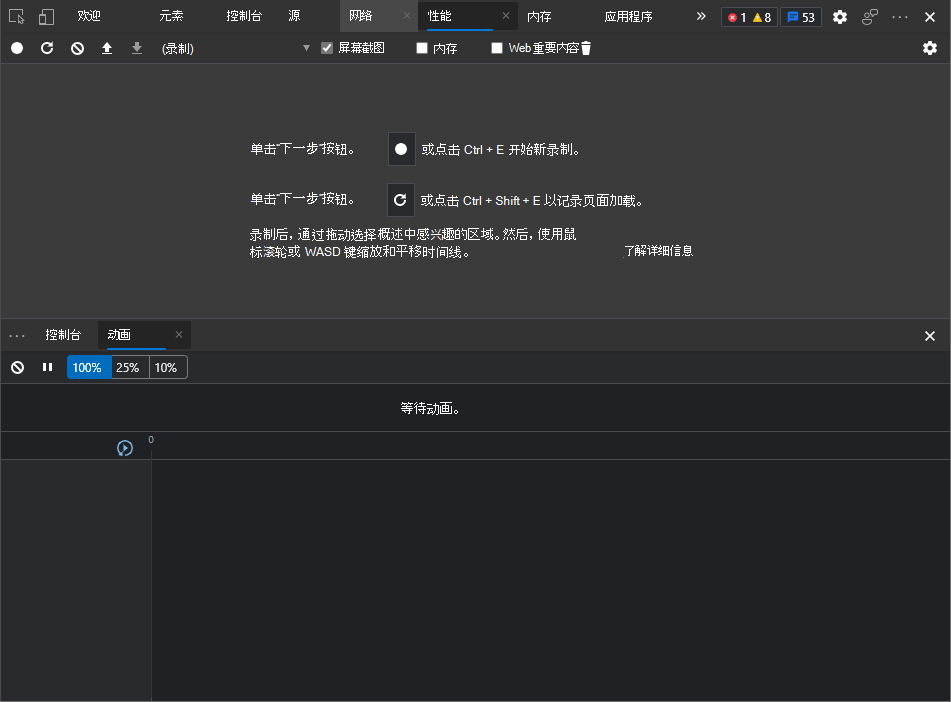 欢迎 元素 控制台 源 网络 性能 内存 应用程序 1 8 53
(录制) 屏幕截图 内存 Web重要内容
单击“下一步”按钮。 或点击 Ctrl + E 开始新录制。
单击“下一步”按钮。 或点击 Ctrl + Shift + E 以记录页面加载。
录制后，通过拖动选择概述中感兴趣的区域。然后，使用鼠
标滚轮或 WASD 键缩放和平移时间线。 了解详细信息
控制台 动画
100% 25% 10%
等待动画。
0